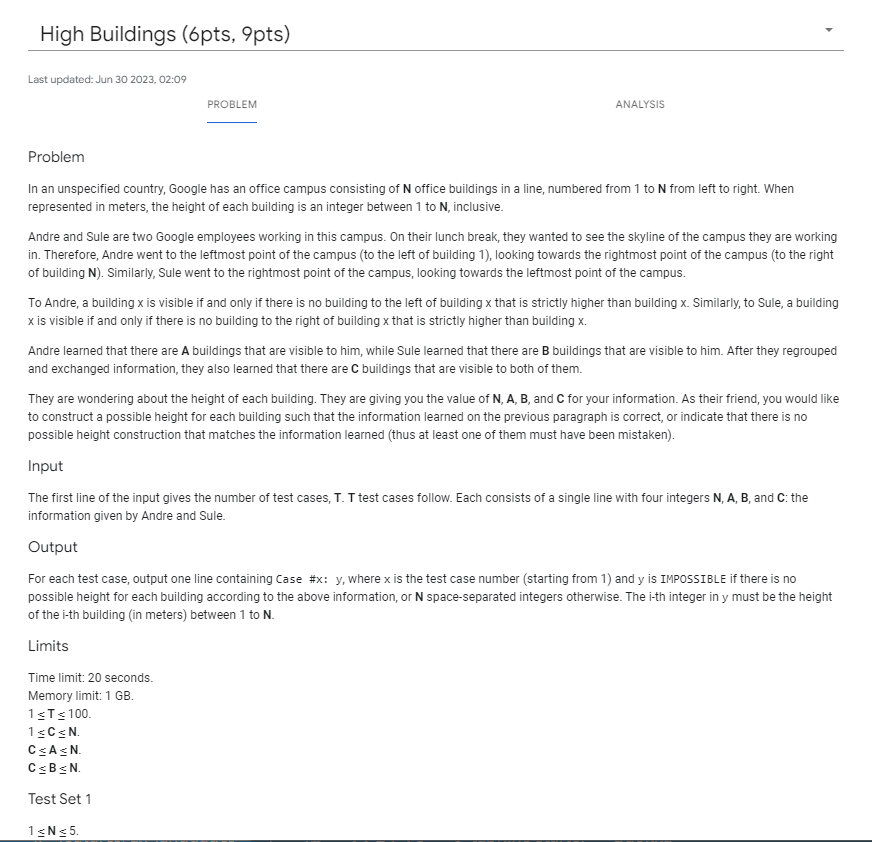 High Buildings (6pts, 9pts)
Last updated: Jun 30 2023, 02:09
PROBLEM
ANALYSIS
Problem
In an unspecified country, Google has an office campus consisting of N office buildings in a line, numbered from 1 to N from left to right. When
represented in meters, the height of each building is an integer between 1 to N, inclusive.
Andre and Sule are two Google employees working in this campus. On their lunch break, they wanted to see the skyline of the campus they are working
in. Therefore, Andre went to the leftmost point of the campus (to the left of building 1), looking towards the rightmost point of the campus (to the right
of building N). Similarly, Sule went to the rightmost point of the campus, looking towards the leftmost point of the campus.
To Andre, a building x is visible if and only if there is no building to the left of building x that is strictly higher than building x. Similarly, to Sule, a building
x is visible if and only if there is no building to the right of building x that is strictly higher than building x.
Andre learned that there are A buildings that are visible to him, while Sule learned that there are B buildings that are visible to him. After they regrouped
and exchanged information, they also learned that there are C buildings that are visible to both of them.
They are wondering about the height of each building. They are giving you the value of N, A, B, and C for your information. As their friend, you would like
to construct a possible height for each building such that the information learned on the previous paragraph is correct, or indicate that there is no
possible height construction that matches the information learned (thus at least one of them must have been mistaken).
Input
The first line of the input gives the number of test cases, T. T test cases follow. Each consists of a single line with four integers N, A, B, and C: the
information given by Andre and Sule.
Output
For each test case, output one line containing Case #x: y, where x is the test case number (starting from 1) and y is IMPOSSIBLE if there is no
possible height for each building according to the above information, or N space-separated integers otherwise. The i-th integer in y must be the height
of the i-th building (in meters) between 1 to N.
Limits
Time limit: 20 seconds.
Memory limit: 1 GB.
1 ≤ T ≤ 100.
1 ≤ C ≤ N.
C ≤ A ≤ N.
C ≤ B ≤ N.
Test Set 1
1 ≤ N ≤ 5.